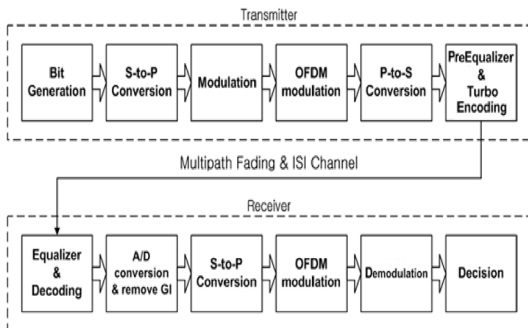 Transmitter
Bit
Generation
S-to-P
Conversion
Modulation
OFDM
modulation
P-to-S
Conversion
PreEqualizer
&
Turbo
Encoding
Multipath Fading & ISI Channel
Receiver
Equalizer
&
Decoding
A/D
conversion
& remove GI
S-to-P
Conversion
OFDM
modulation
Demodulation
Decision